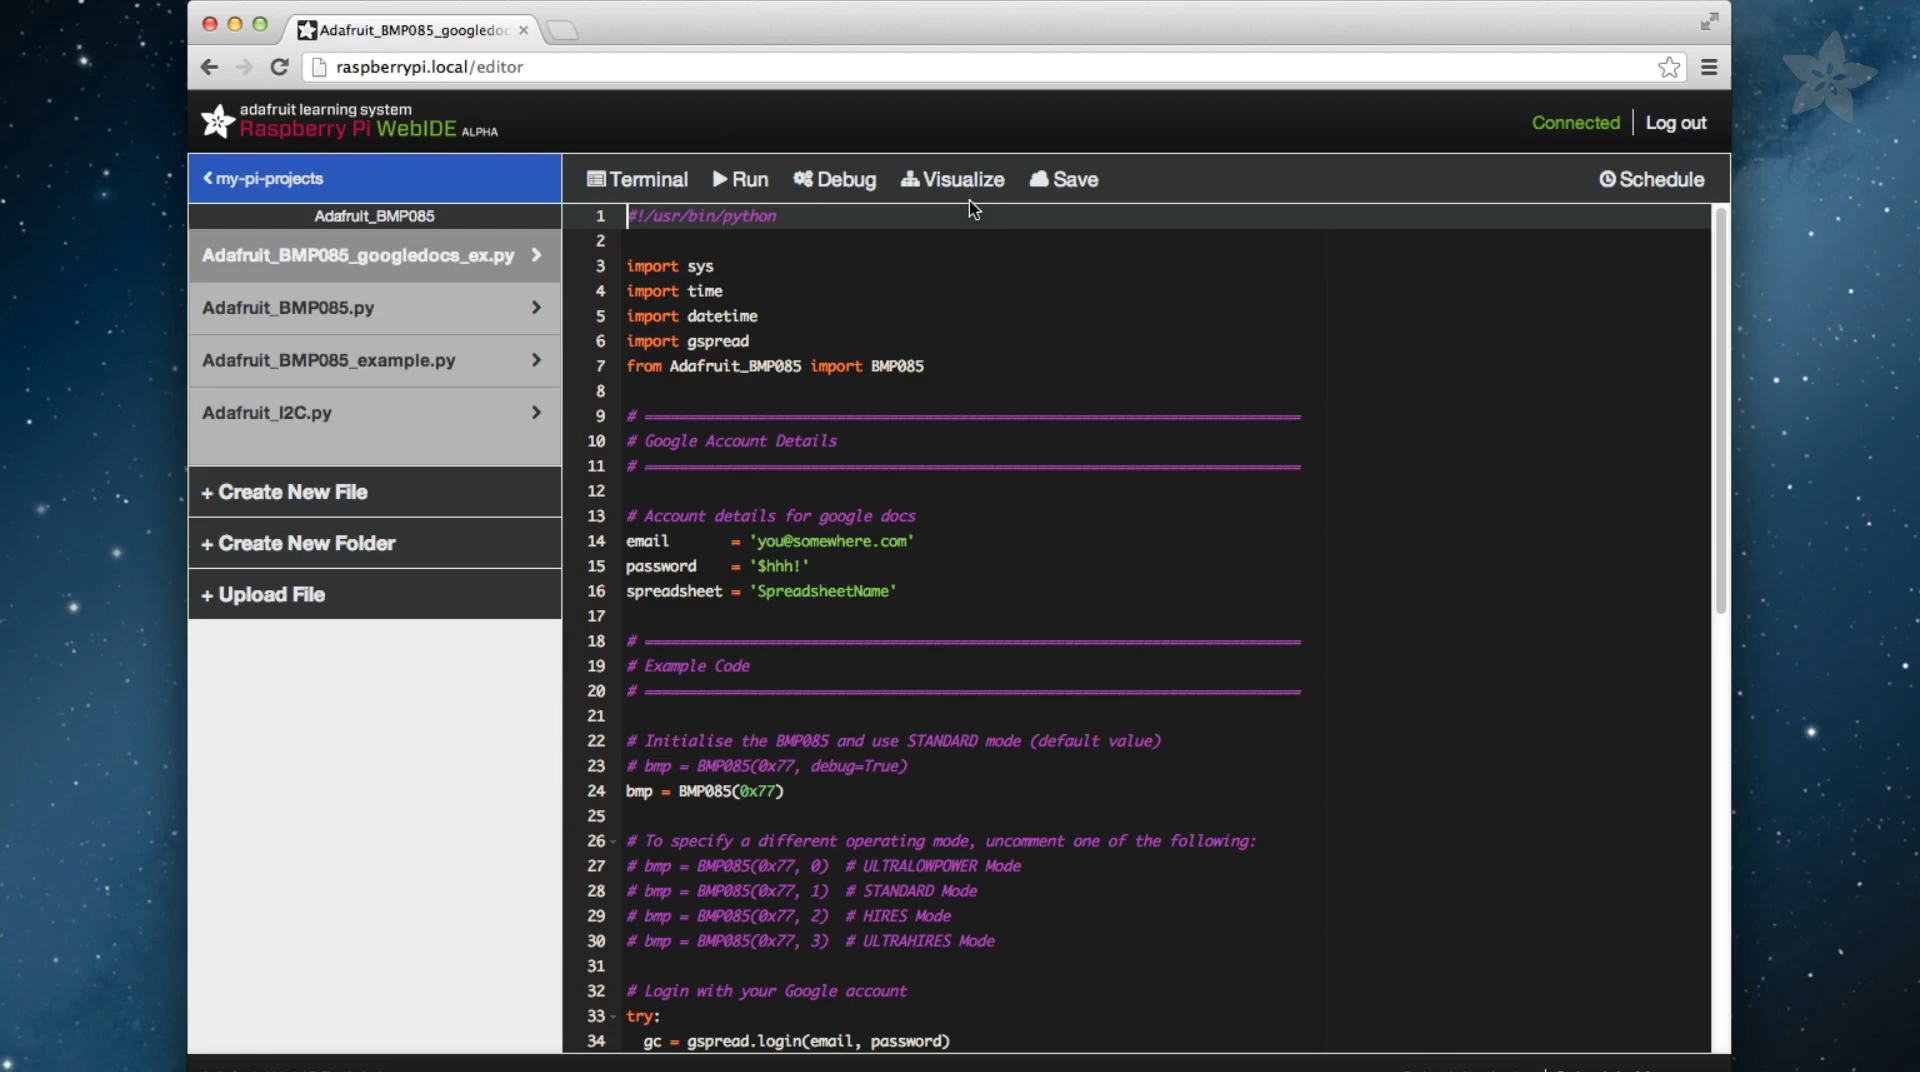 Adafruit_BMP085_googledoc
raspberrypi.local/editor
adafruit learning system
Raspberry Pi WebIDE ALPHA
Connected
Log out
my-pi-projects
Terminal
Run
Debug
Visualize
Save
Schedule
Adafruit_BMP085
Adafruit_BMP085_googledocs_ex.py
Adafruit_BMP085.py
Adafruit_BMP085_example.py
Adafruit_I2C.py
+ Create New File
+ Create New Folder
+ Upload File
1 #!/usr/bin/python
2
3 import sys
4 import time
5 import datetime
6 import gspread
7 from Adafruit_BMP085 import BMP085
8
9 # ===========================================================================
10 # Google Account Details
11 # ===========================================================================
12
13 # Account details for google docs
14 email       = 'you@somewhere.com'
15 password    = '$hhh!'
16 spreadsheet = 'SpreadsheetName'
17
18 # ===========================================================================
19 # Example Code
20 # ===========================================================================
21
22 # Initialise the BMP085 and use STANDARD mode (default value)
23 # bmp = BMP085(0x77, debug=True)
24 bmp = BMP085(0x77)
25
26 # To specify a different operating mode, uncomment one of the following:
27 # bmp = BMP085(0x77, 0)  # ULTRALOWPOWER Mode
28 # bmp = BMP085(0x77, 1)  # STANDARD Mode
29 # bmp = BMP085(0x77, 2)  # HIRES Mode
30 # bmp = BMP085(0x77, 3)  # ULTRAHIRES Mode
31
32 # Login with your Google account
33 try:
34   gc = gspread.login(email, password)